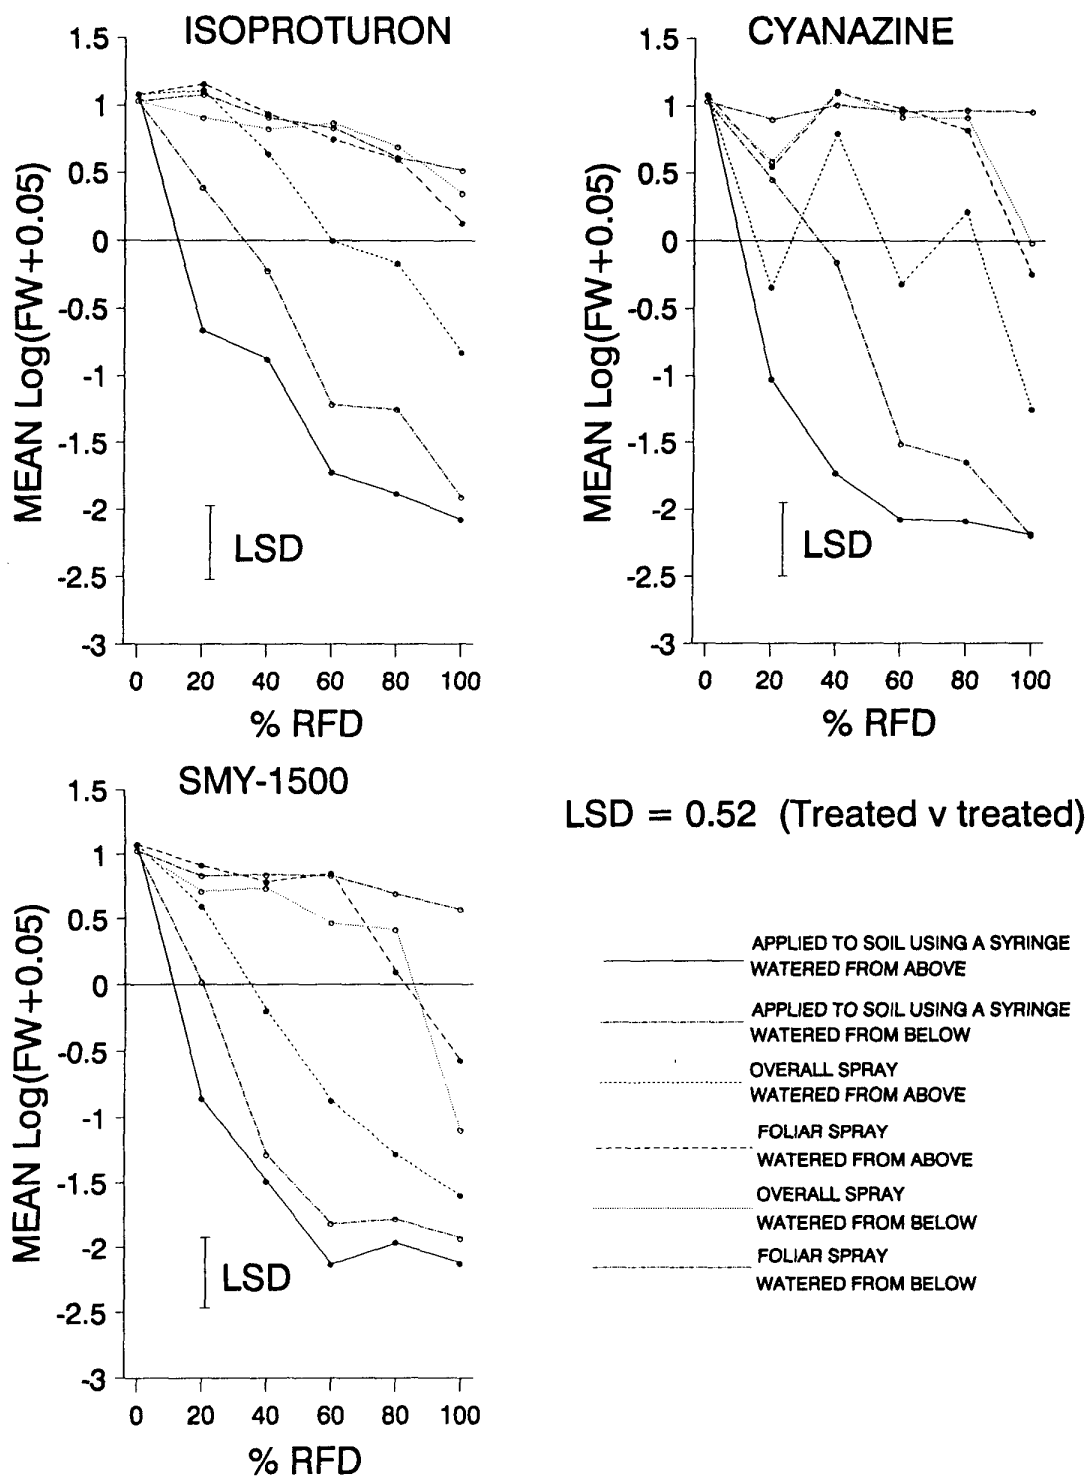 ISOPROTURON
1.5
1
0.5
0
-0.5
-1
-1.5
-2
-2.5
-3
MEAN Log(FW+0.05)
LSD
0 20 40 60 80 100
% RFD
CYANAZINE
1.5
1
0.5
0
-0.5
-1
-1.5
-2
-2.5
-3
MEAN Log(FW+0.05)
LSD
0 20 40 60 80 100
% RFD
SMY-1500
1.5
1
0.5
0
-0.5
-1
-1.5
-2
-2.5
-3
MEAN Log(FW+0.05)
LSD
0 20 40 60 80 100
% RFD
LSD = 0.52 (Treated v treated)
APPLIED TO SOIL USING A SYRINGE
WATERED FROM ABOVE
APPLIED TO SOIL USING A SYRINGE
WATERED FROM BELOW
OVERALL SPRAY
WATERED FROM ABOVE
FOLIAR SPRAY
WATERED FROM ABOVE
OVERALL SPRAY
WATERED FROM BELOW
FOLIAR SPRAY
WATERED FROM BELOW